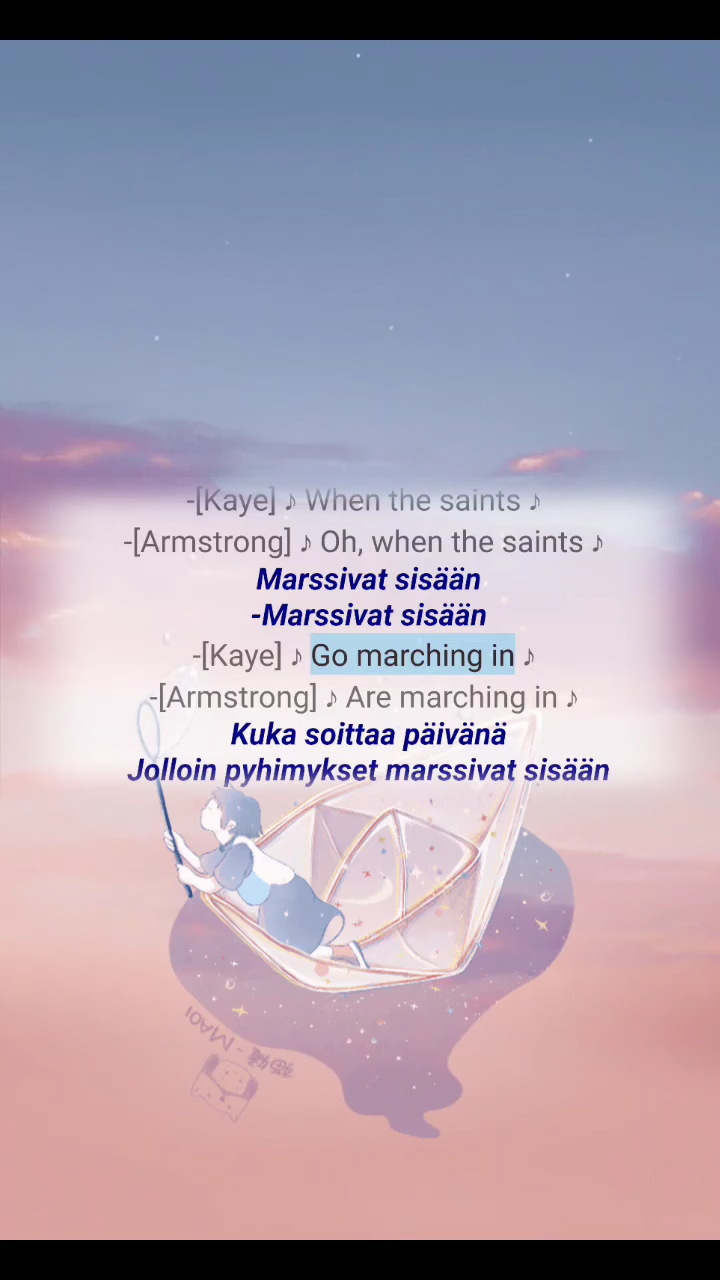 -[Kaye] ♪ When the saints ♪
-[Armstrong] ♪ Oh, when the saints ♪
Marssivat sisään
-Marssivat sisään
-[Kaye] ♪ Go marching in ♪
-[Armstrong] ♪ Are marching in ♪
Kuka soittaa päivänä
Jolloin pyhimykset marssivat sisään
MAOI